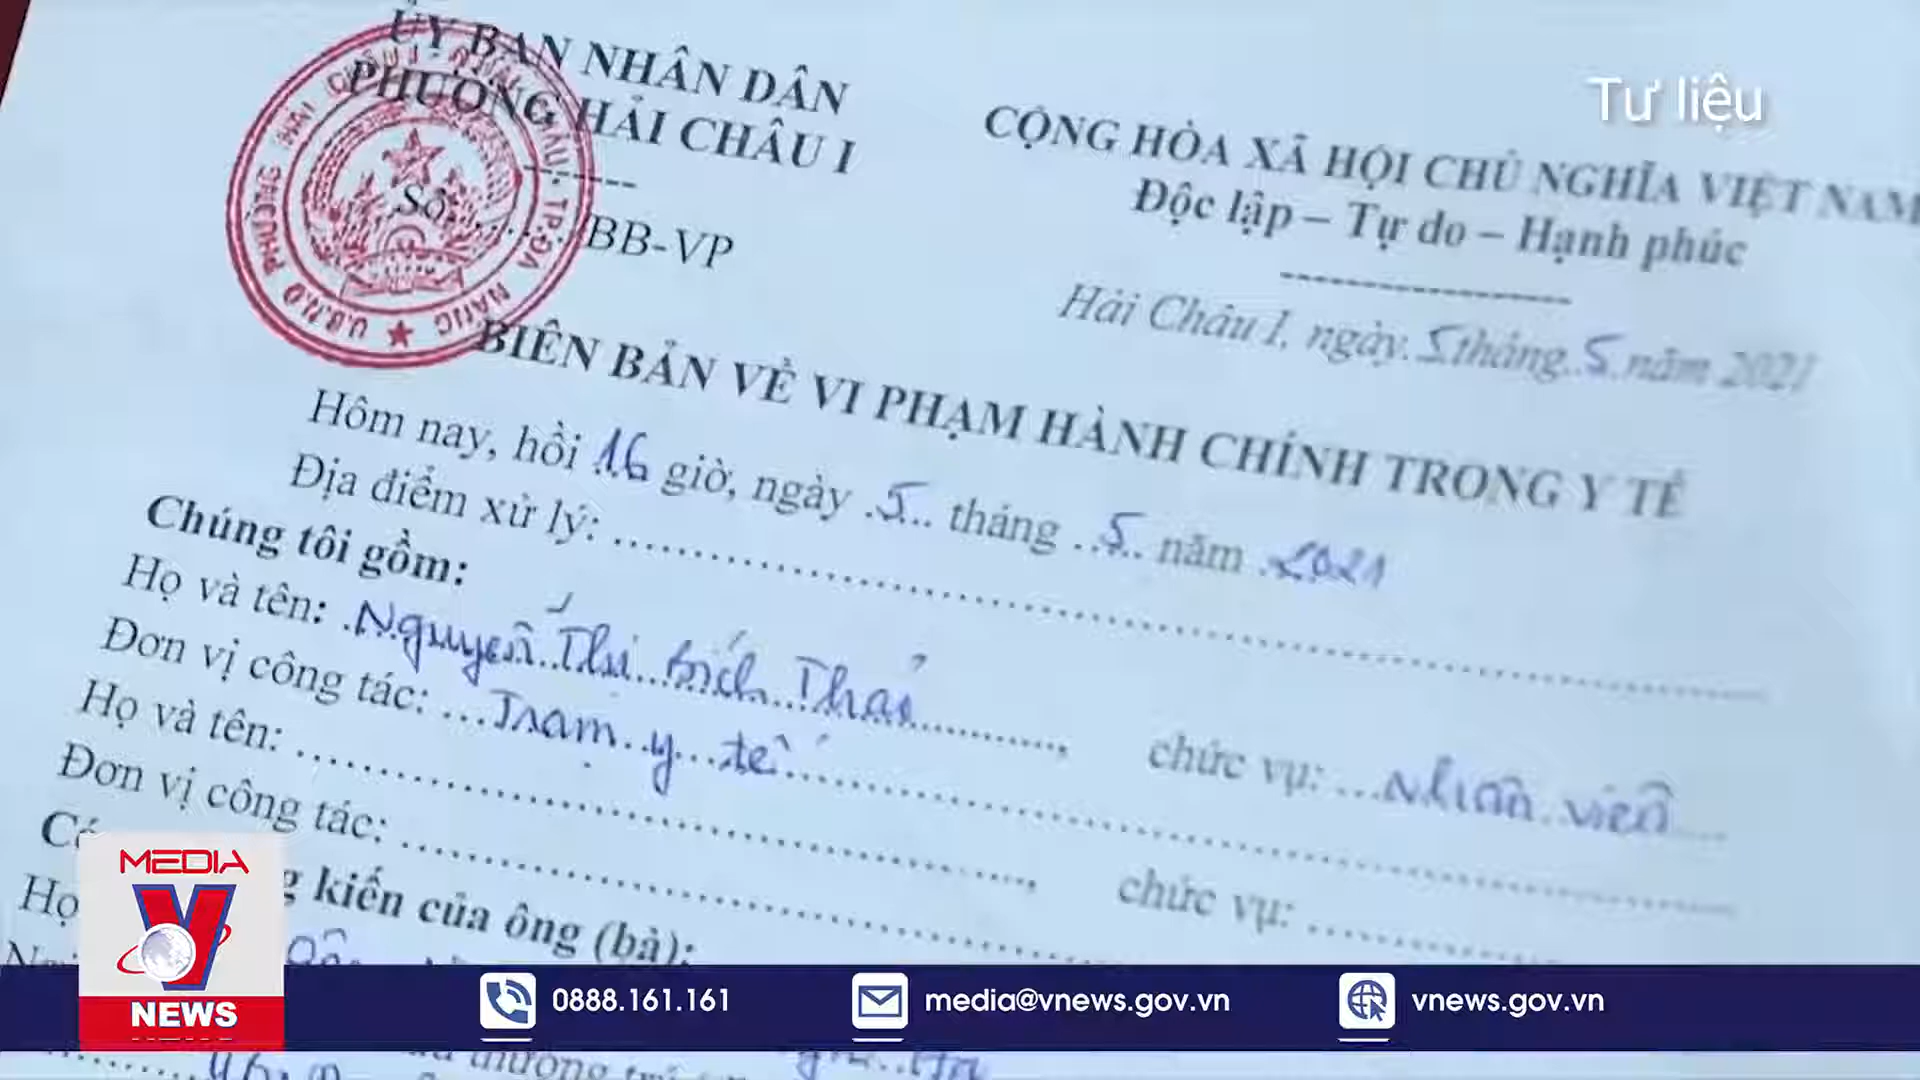 Tư liệu
ỦY BAN NHÂN DÂN
PHƯỜNG HẢI CHÂU I
Số:....../BB-VP
CỘNG HÒA XÃ HỘI CHỦ NGHĨA VIỆT NAM
Độc lập – Tự do – Hạnh phúc
Hải Châu I, ngày.5.tháng..5.năm 2021
BIÊN BẢN VỀ VI PHẠM HÀNH CHÍNH TRONG Y TẾ
Hôm nay, hồi 16 giờ, ngày .5... tháng ..5... năm .2021
Địa điểm xử lý:
Chúng tôi gồm:
Họ và tên: Nguyễn Thị Bích Thảo, chức vụ: Nhân viên
Đơn vị công tác: Trạm y tế
Họ và tên: , chức vụ:
Đơn vị công tác:
kiến của ông (bà):
Họ
MEDIA
NEWS
0888.161.161
media@vnews.gov.vn
vnews.gov.vn